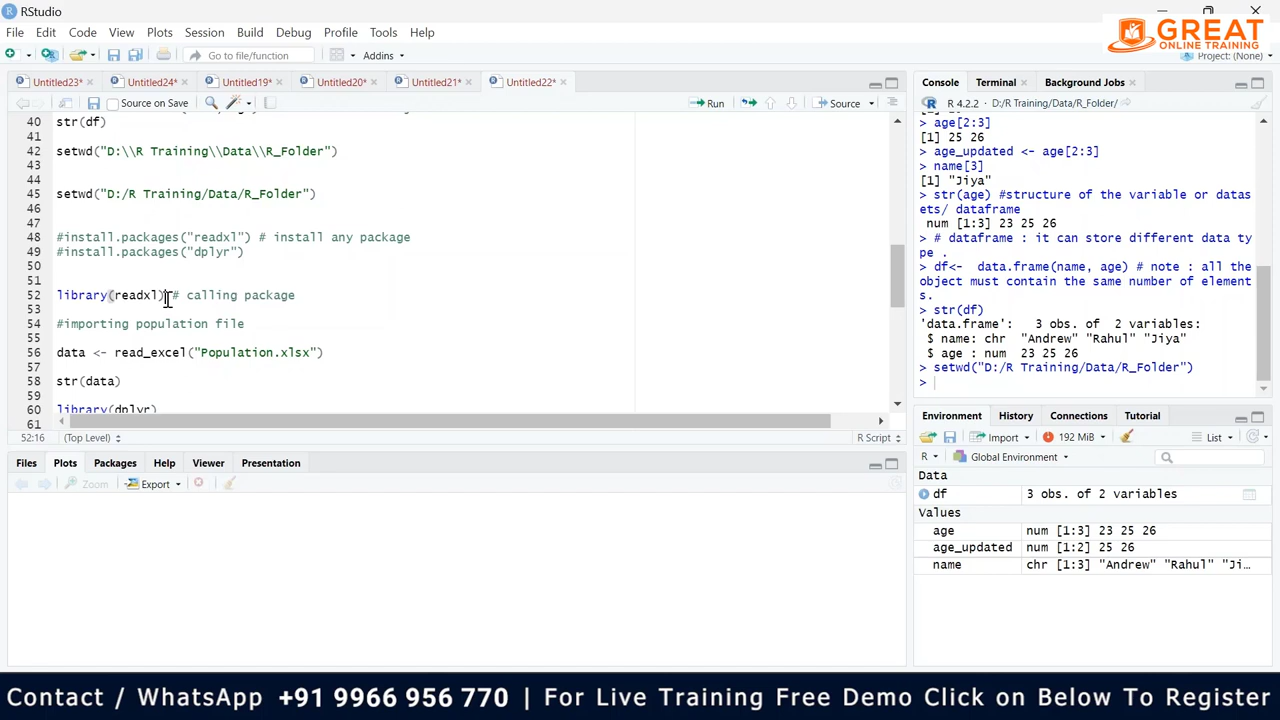 RStudio
File Edit Code View Plots Session Build Debug Profile Tools Help
GREAT
ONLINE TRAINING
Go to file/function Addins Project: (None)
Untitled23* Untitled24* Untitled19* Untitled20* Untitled21* Untitled22*
Source on Save Run Source
40 str(df)
41
42 setwd("D:\\R Training\\Data\\R_Folder")
43
44
45 setwd("D:/R Training/Data/R_Folder")
46
47
48 #install.packages("readxl") # install any package
49 #install.packages("dplyr")
50
51
52 library(readxl) # calling package
53
54 #importing population file
55
56 data <- read_excel("Population.xlsx")
57
58 str(data)
59
60 library(dplyr)
61
52:16 (Top Level) R Script
Files Plots Packages Help Viewer Presentation
Zoom Export
Console Terminal Background Jobs
R 4.2.2 · D:/R Training/Data/R_Folder/
> age[2:3]
[1] 25 26
> age_updated <- age[2:3]
> name[3]
[1] "Jiya"
> str(age) #structure of the variable or datas
ets/ dataframe
num [1:3] 23 25 26
> # dataframe : it can store different data typ
e .
> df<- data.frame(name, age) # note : all the
object must contain the same number of element
s.
> str(df)
'data.frame': 3 obs. of 2 variables:
$ name: chr "Andrew" "Rahul" "Jiya"
$ age : num 23 25 26
> setwd("D:/R Training/Data/R_Folder")
>
Environment History Connections Tutorial
Import 192 MiB List
R Global Environment
Data
df 3 obs. of 2 variables
Values
age num [1:3] 23 25 26
age_updated num [1:2] 25 26
name chr [1:3] "Andrew" "Rahul" "Ji…
Contact / WhatsApp +91 9966 956 770 | For Live Training Free Demo Click on Below To Register